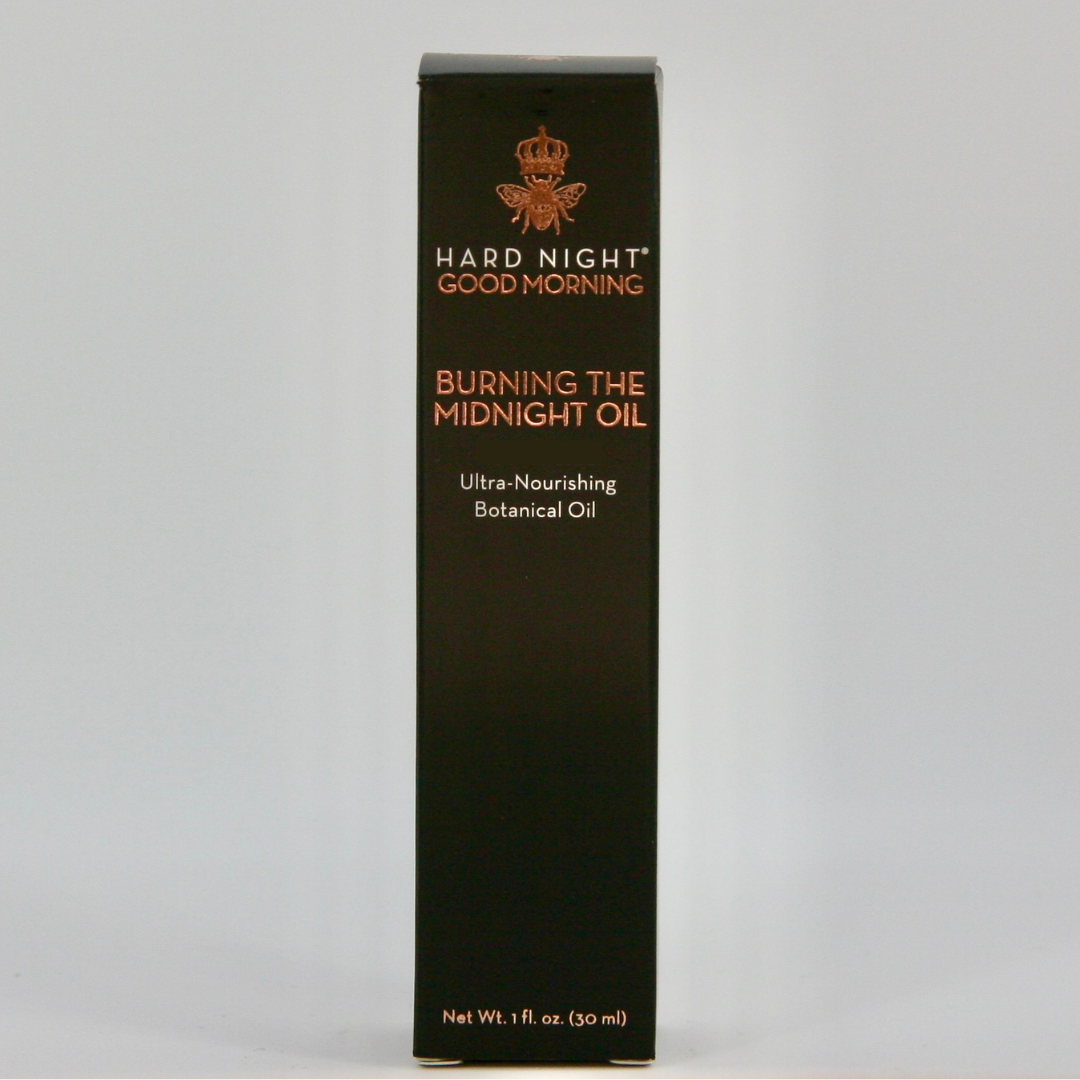 HARD NIGHT®
GOOD MORNING
BURNING THE
MIDNIGHT OIL
Ultra-Nourishing
Botanical Oil
Net Wt. 1 fl. oz. (30 ml)